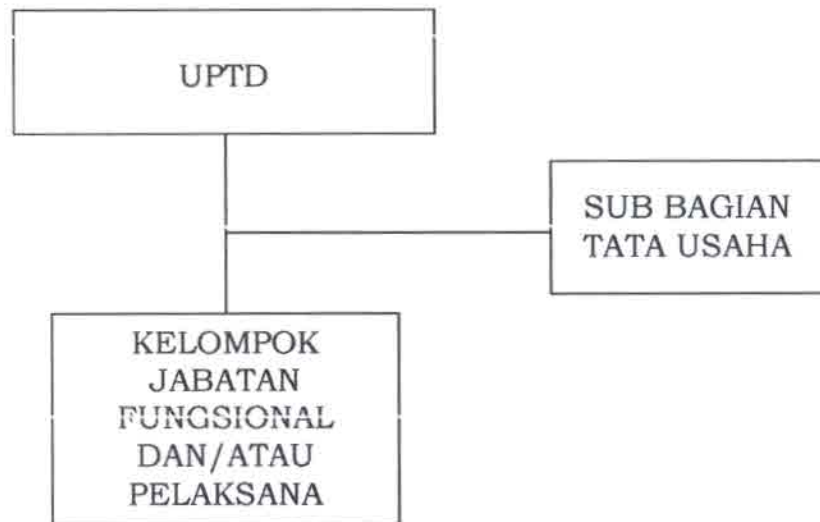 UPTD
SUB BAGIAN
TATA USAHA
KELOMPOK
JABATAN
FUNGSIONAL
DAN/ATAU
PELAKSANA